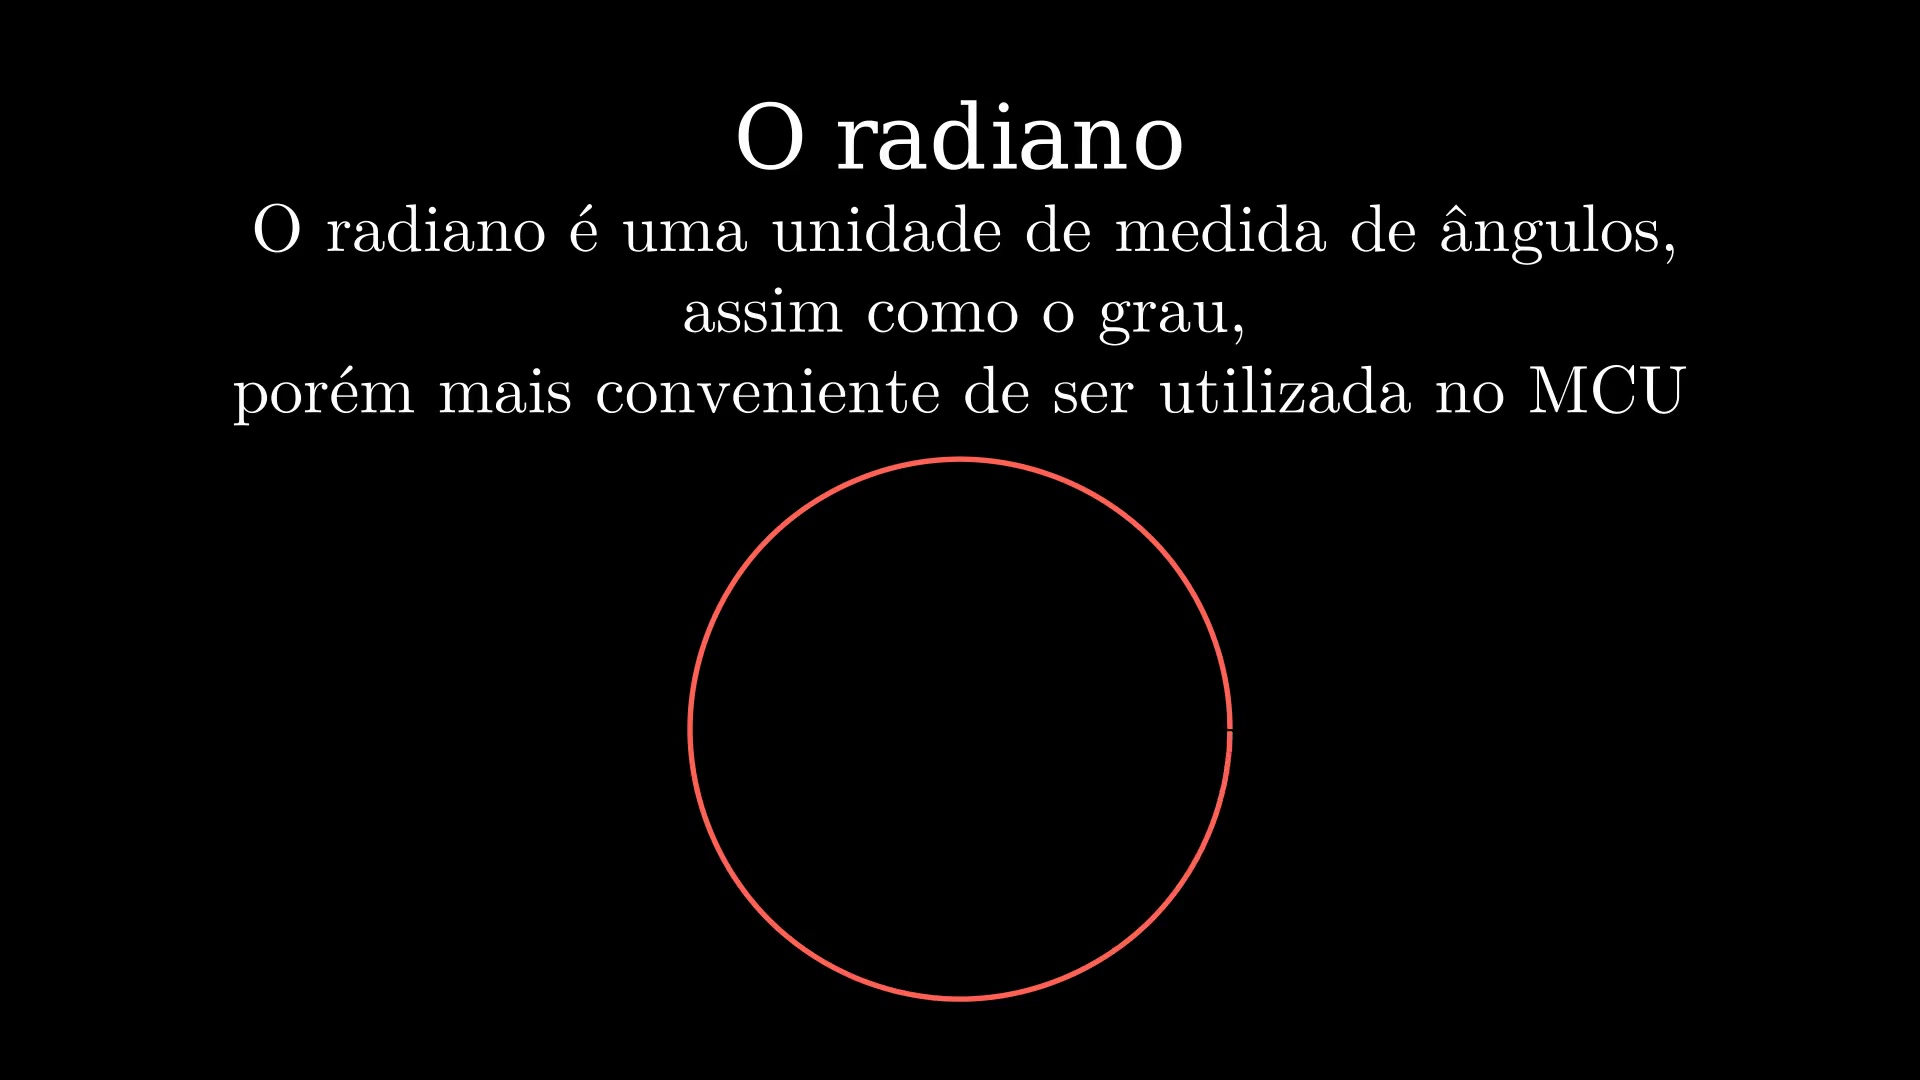 O radiano
O radiano é uma unidade de medida de ângulos,
assim como o grau,
porém mais conveniente de ser utilizada no MCU